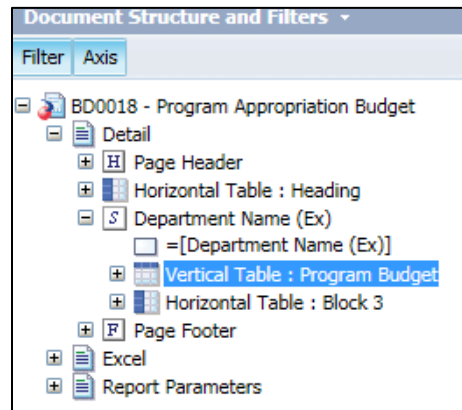 Document Structure and Filters
Filter Axis
BD0018 - Program Appropriation Budget
Detail
H Page Header
Horizontal Table : Heading
S Department Name (Ex)
=[Department Name (Ex)]
Vertical Table : Program Budget
Horizontal Table : Block 3
F Page Footer
Excel
Report Parameters